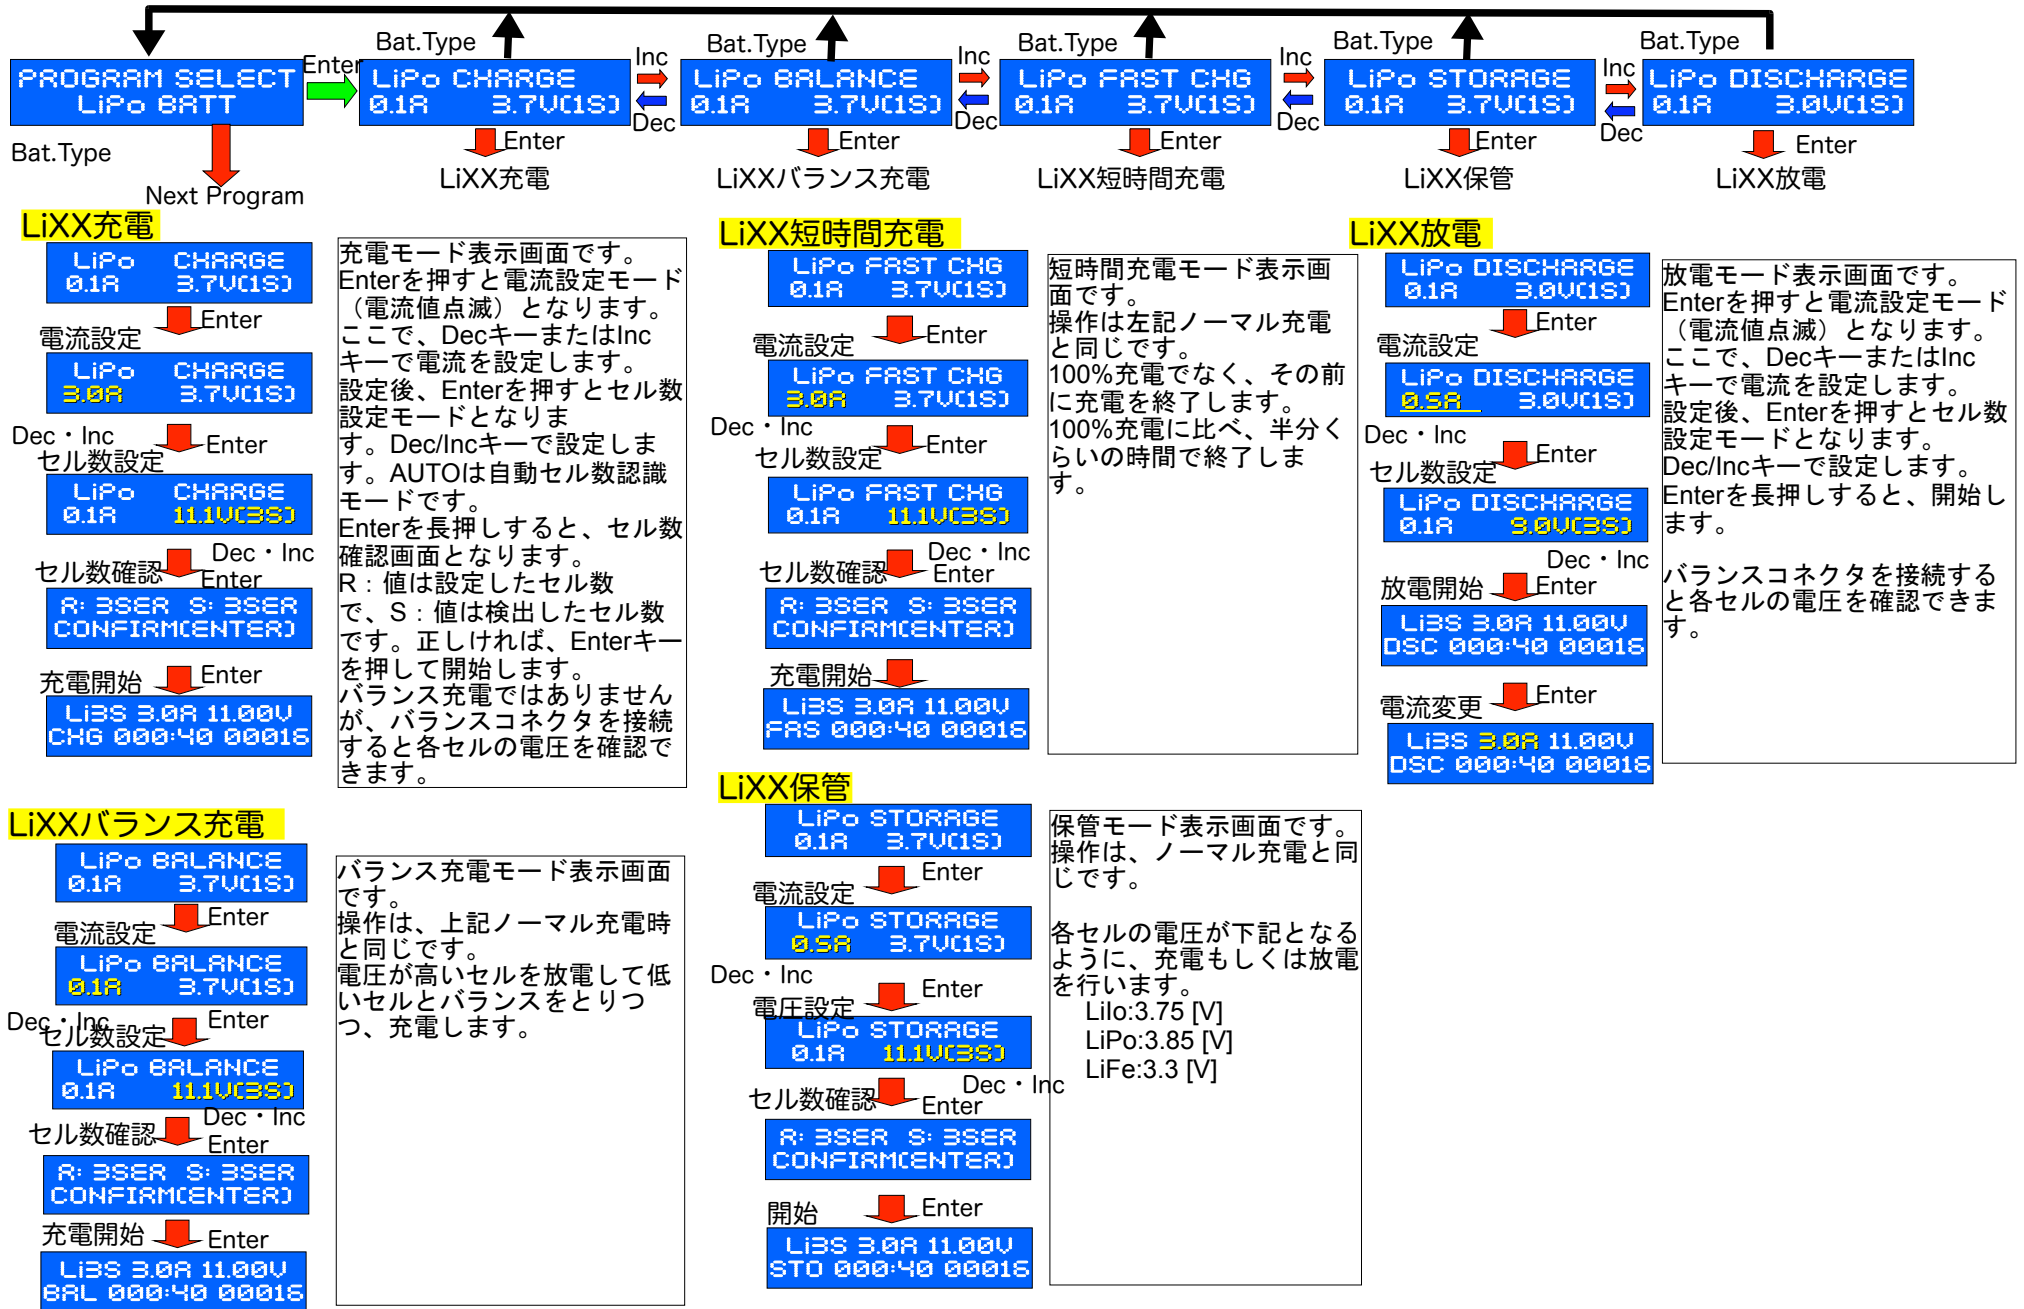 Bat.Type
Bat.Type
Bat.Type
Bat.Type
Bat.Type
PROGRAM SELECT
LiPo BATT
Enter
LiPo CHARGE
0.1A 3.7V(1S)
Inc
Dec
LiPo BALANCE
0.1A 3.7V(1S)
Inc
Dec
LiPo FAST CHG
0.1A 3.7V(1S)
Inc
Dec
LiPo STORAGE
0.1A 3.7V(1S)
Inc
Dec
LiPo DISCHARGE
0.1A 3.0V(1S)
Bat.Type
Next Program
Enter
LiXX充電
Enter
LiXXバランス充電
Enter
LiXX短時間充電
Enter
LiXX保管
Enter
LiXX放電
LiXX充電
LiPo CHARGE
0.1A 3.7V(1S)
Enter
電流設定
LiPo CHARGE
3.0A 3.7V(1S)
Dec・Inc
Enter
セル数設定
LiPo CHARGE
0.1A 11.1V(3S)
Dec・Inc
セル数確認
Enter
R: 3SER S: 3SER
CONFIRM(ENTER)
充電開始
Enter
Li3S 3.0A 11.00V
CHG 000:40 00016
充電モード表示画面です。
Enterを押すと電流設定モード
（電流値点滅）となります。
ここで、DecキーまたはInc
キーで電流を設定します。
設定後、Enterを押すとセル数
設定モードとなりま
す。Dec/Incキーで設定しま
す。AUTOは自動セル数認識
モードです。
Enterを長押しすると、セル数
確認画面となります。
R：値は設定したセル数
で、S：値は検出したセル数
です。正しければ、Enterキー
を押して開始します。
バランス充電ではありません
が、バランスコネクタを接続
すると各セルの電圧を確認で
きます。
LiXXバランス充電
LiPo BALANCE
0.1A 3.7V(1S)
Enter
電流設定
LiPo BALANCE
0.1A 3.7V(1S)
Dec・Inc
Enter
セル数設定
LiPo BALANCE
0.1A 11.1V(3S)
Dec・Inc
セル数確認
Enter
R: 3SER S: 3SER
CONFIRM(ENTER)
充電開始
Enter
Li3S 3.0A 11.00V
BAL 000:40 00016
バランス充電モード表示画面
です。
操作は、上記ノーマル充電時
と同じです。
電圧が高いセルを放電して低
いセルとバランスをとりつ
つ、充電します。
LiXX短時間充電
LiPo FAST CHG
0.1A 3.7V(1S)
Enter
電流設定
LiPo FAST CHG
3.0A 3.7V(1S)
Dec・Inc
Enter
セル数設定
LiPo FAST CHG
0.1A 11.1V(3S)
Dec・Inc
セル数確認
Enter
R: 3SER S: 3SER
CONFIRM(ENTER)
充電開始
Li3S 3.0A 11.00V
FAS 000:40 00016
短時間充電モード表示画
面です。
操作は左記ノーマル充電
と同じです。
100%充電でなく、その前
に充電を終了します。
100%充電に比べ、半分く
らいの時間で終了しま
す。
LiXX保管
LiPo STORAGE
0.1A 3.7V(1S)
Enter
電流設定
LiPo STORAGE
0.5A 3.7V(1S)
Dec・Inc
Enter
電圧設定
LiPo STORAGE
0.1A 11.1V(3S)
Dec・Inc
セル数確認
Enter
R: 3SER S: 3SER
CONFIRM(ENTER)
開始
Enter
Li3S 3.0A 11.00V
STO 000:40 00016
保管モード表示画面です。
操作は、ノーマル充電と同
じです。
各セルの電圧が下記となる
ように、充電もしくは放電
を行います。
LiIo:3.75 [V]
LiPo:3.85 [V]
LiFe:3.3 [V]
LiXX放電
LiPo DISCHARGE
0.1A 3.0V(1S)
Enter
電流設定
LiPo DISCHARGE
0.5A 3.0V(1S)
Dec・Inc
Enter
セル数設定
LiPo DISCHARGE
0.1A 9.0V(3S)
Dec・Inc
放電開始
Enter
Li3S 3.0A 11.00V
DSC 000:40 00016
電流変更
Enter
Li3S 3.0A 11.00V
DSC 000:40 00016
放電モード表示画面です。
Enterを押すと電流設定モード
（電流値点滅）となります。
ここで、DecキーまたはInc
キーで電流を設定します。
設定後、Enterを押すとセル数
設定モードとなります。
Dec/Incキーで設定します。
Enterを長押しすると、開始し
ます。
バランスコネクタを接続する
と各セルの電圧を確認できま
す。